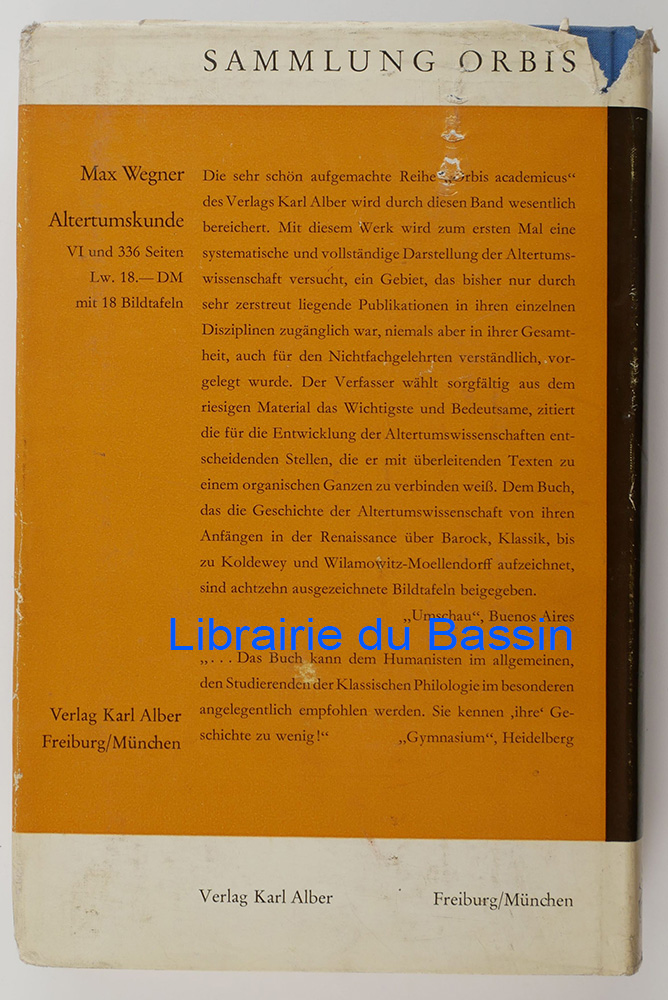 SAMMLUNG ORBIS
Max Wegner
Altertumskunde
VI und 336 Seiten
Lw. 18.— DM
mit 18 Bildtafeln
Die sehr schön aufgemachte Reihe „Orbis academicus“
des Verlags Karl Alber wird durch diesen Band wesentlich
bereichert. Mit diesem Werk wird zum ersten Mal eine
systematische und vollständige Darstellung der Altertums-
wissenschaft versucht, ein Gebiet, das bisher nur durch
sehr zerstreut liegende Publikationen in ihren einzelnen
Disziplinen zugänglich war, niemals aber in ihrer Gesamt-
heit, auch für den Nichtfachgelehrten verständlich, vor-
gelegt wurde. Der Verfasser wählt sorgfältig aus dem
riesigen Material das Wichtigste und Bedeutsame, zitiert
die für die Entwicklung der Altertumswissenschaften ent-
scheidenden Stellen, die er mit überleitenden Texten zu
einem organischen Ganzen zu verbinden weiß. Dem Buch,
das die Geschichte der Altertumswissenschaft von ihren
Anfängen in der Renaissance über Barock, Klassik, bis
zu Koldewey und Wilamowitz-Moellendorff aufzeichnet,
sind achtzehn ausgezeichnete Bildtafeln beigegeben.
„Umschau“, Buenos Aires
Librairie du Bassin
„. . . Das Buch kann dem Humanisten im allgemeinen,
den Studierenden der Klassischen Philologie im besonderen
angelegentlich empfohlen werden. Sie kennen ‚ihre‘ Ge-
schichte zu wenig!“ „Gymnasium“, Heidelberg
Verlag Karl Alber
Freiburg/München
Verlag Karl Alber Freiburg/München